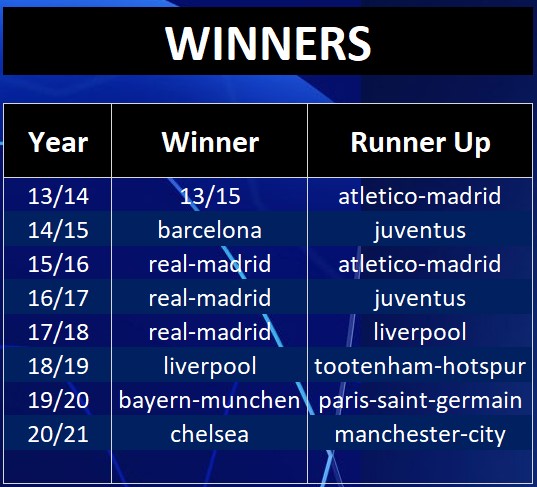 WINNERS
Year Winner Runner Up
13/14 13/15 atletico-madrid
14/15 barcelona juventus
15/16 real-madrid atletico-madrid
16/17 real-madrid juventus
17/18 real-madrid liverpool
18/19 liverpool tootenham-hotspur
19/20 bayern-munchen paris-saint-germain
20/21 chelsea manchester-city